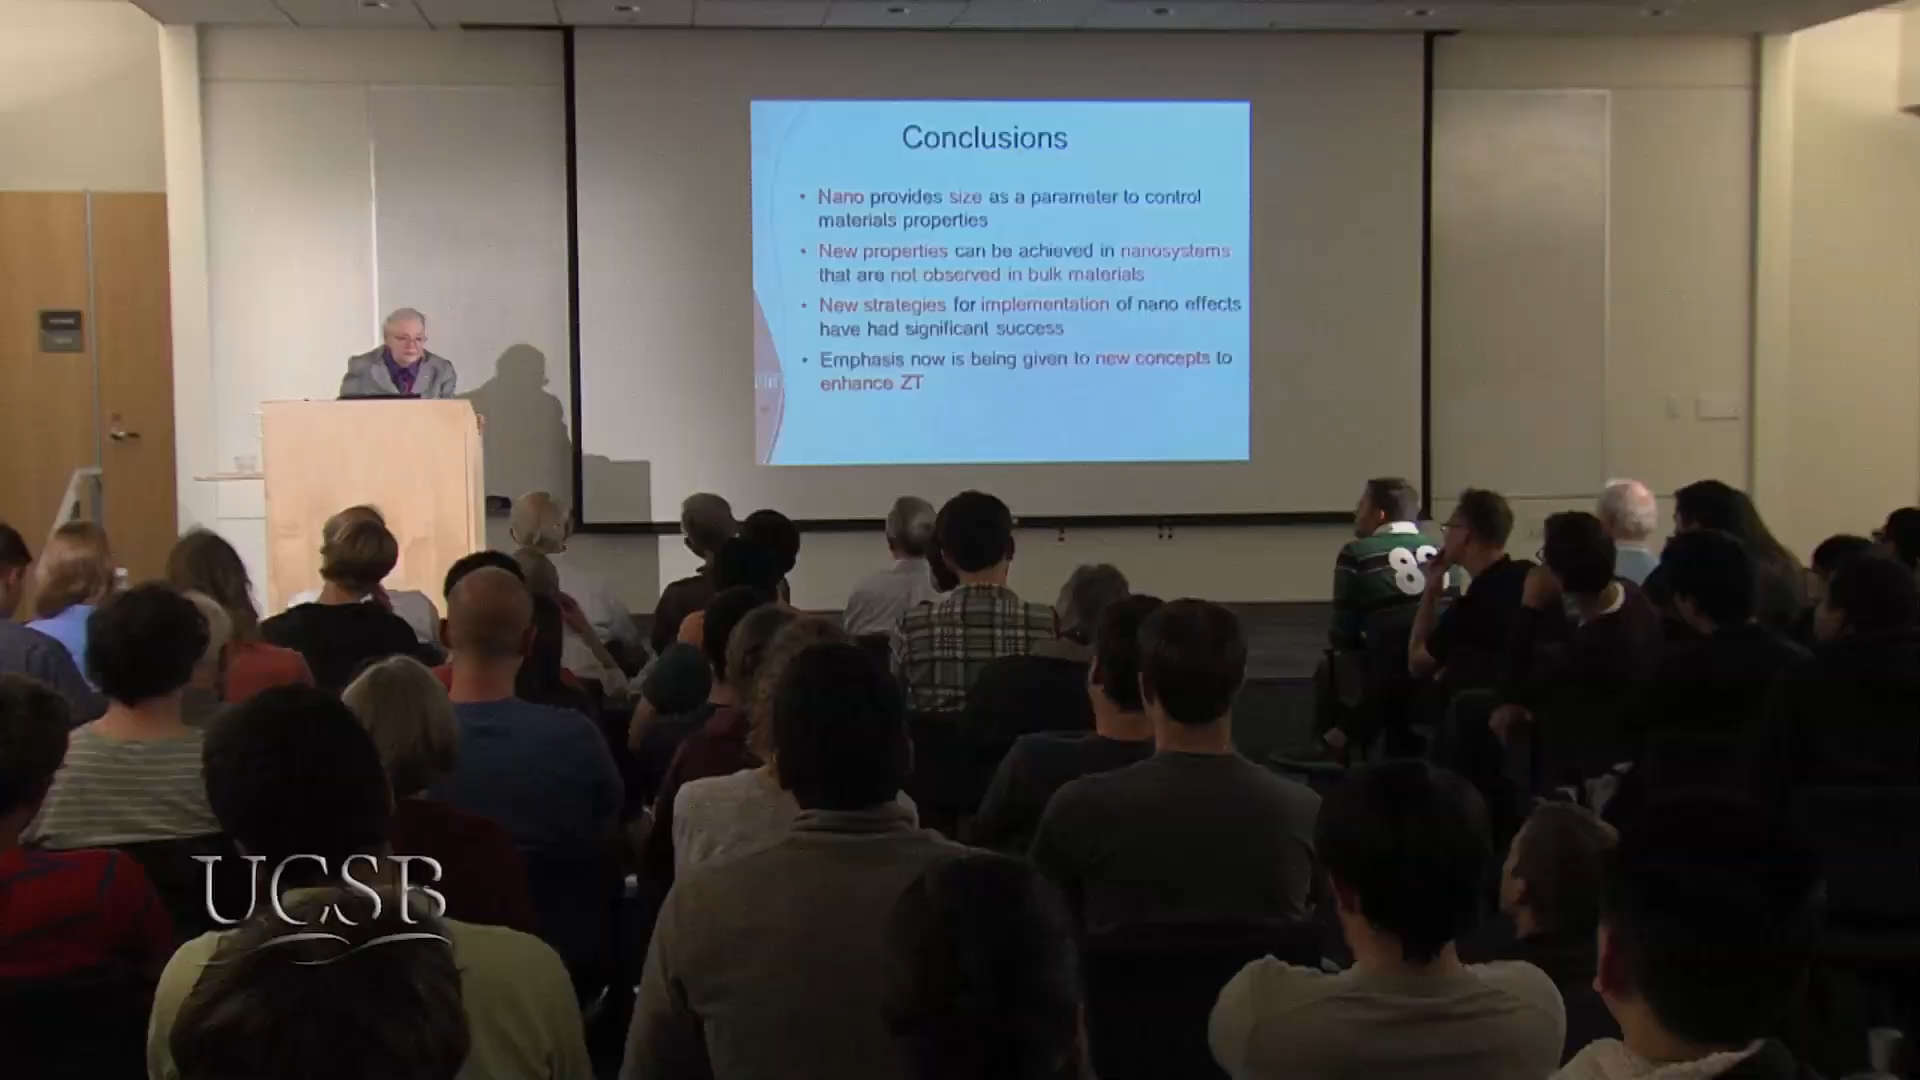 Conclusions
• Nano provides size as a parameter to control
materials properties
• New properties can be achieved in nanosystems
that are not observed in bulk materials
• New strategies for implementation of nano effects
have had significant success
• Emphasis now is being given to new concepts to
enhance ZT
UCSB